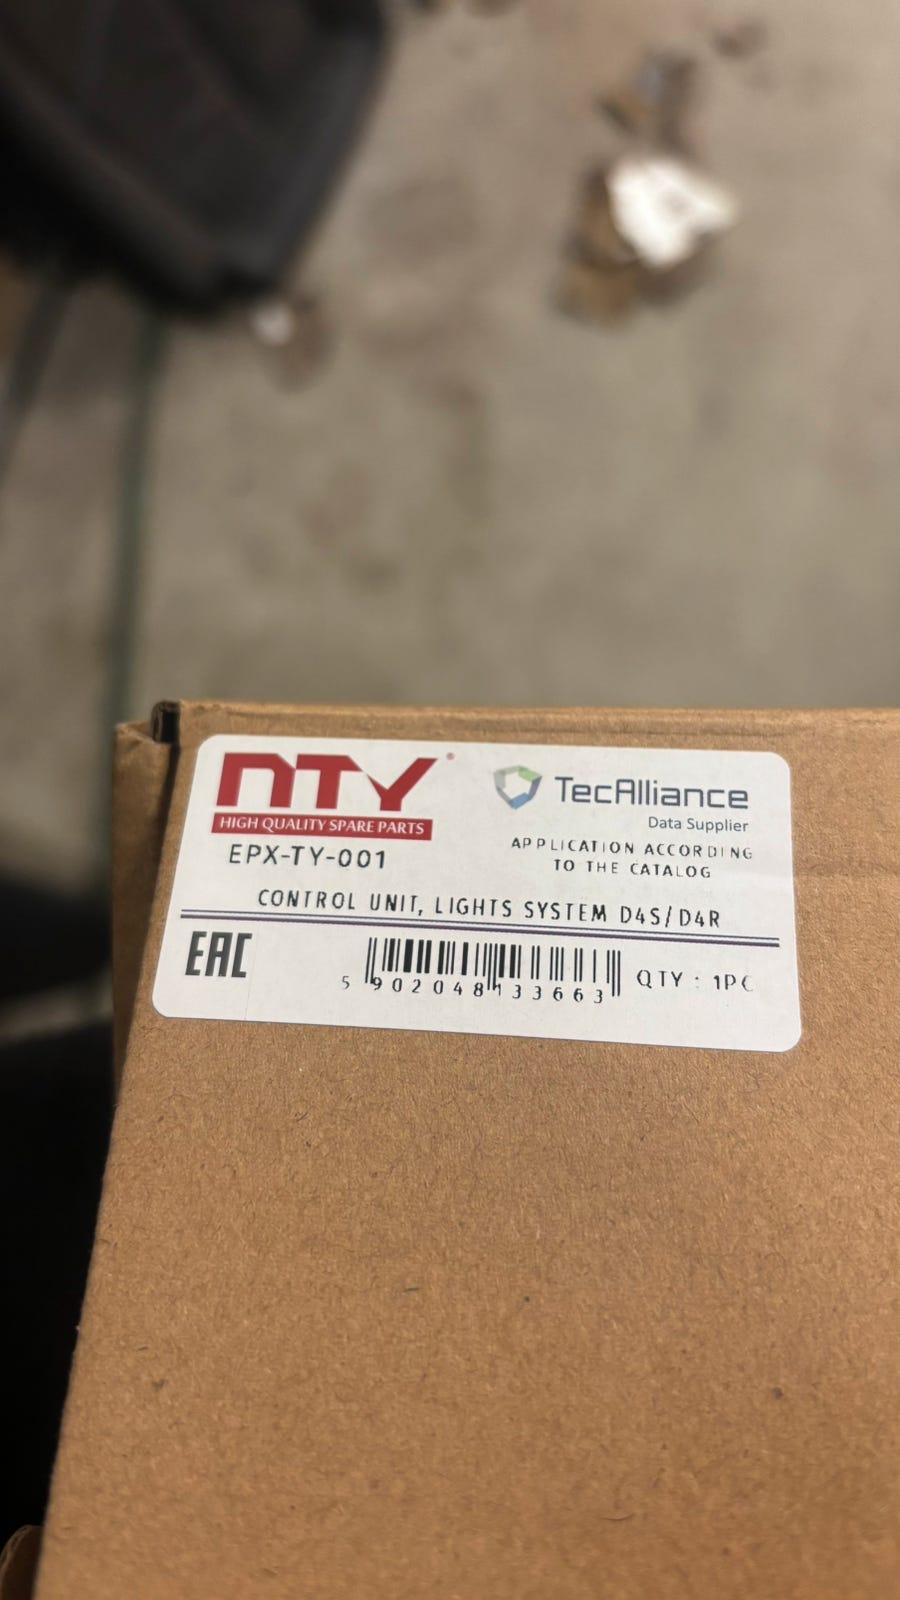 NTY®
HIGH QUALITY SPARE PARTS
EPX-TY-001
TecAlliance
Data Supplier
APPLICATION ACCORDING
TO THE CATALOG
CONTROL UNIT, LIGHTS SYSTEM D4S/D4R
EAC
5 902048 133663
QTY : 1PC